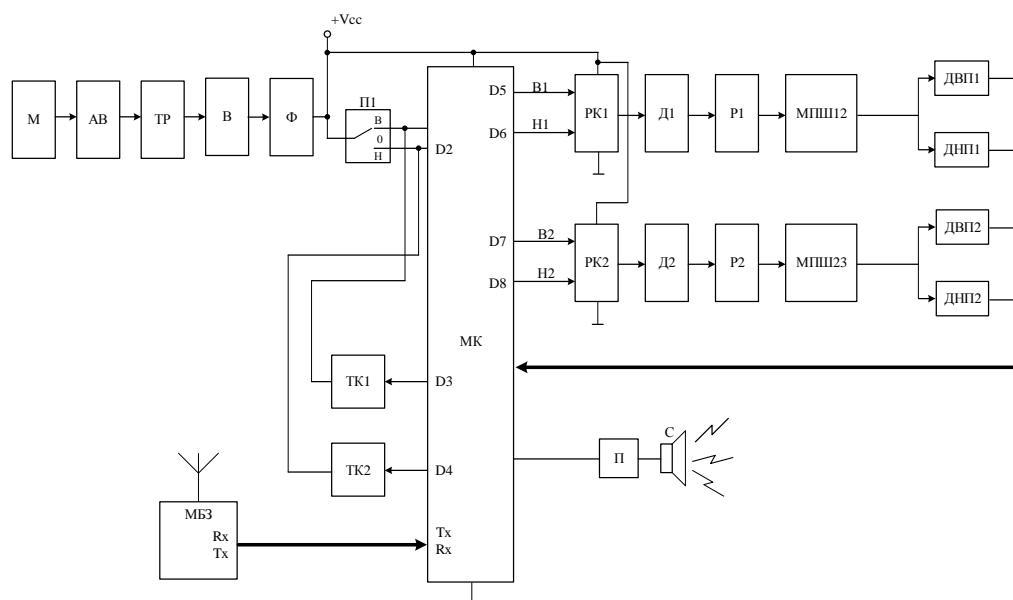 +Vcc
М
АВ
ТР
В
Ф
П1
В
0
Н
D2
D3
D4
D5
D6
D7
D8
МК
Tx
Rx
В1
Н1
В2
Н2
РК1
Д1
Р1
МПШ12
ДВП1
ДНП1
РК2
Д2
Р2
МПШ23
ДВП2
ДНП2
ТК1
ТК2
П
С
МБЗ
Rx
Tx